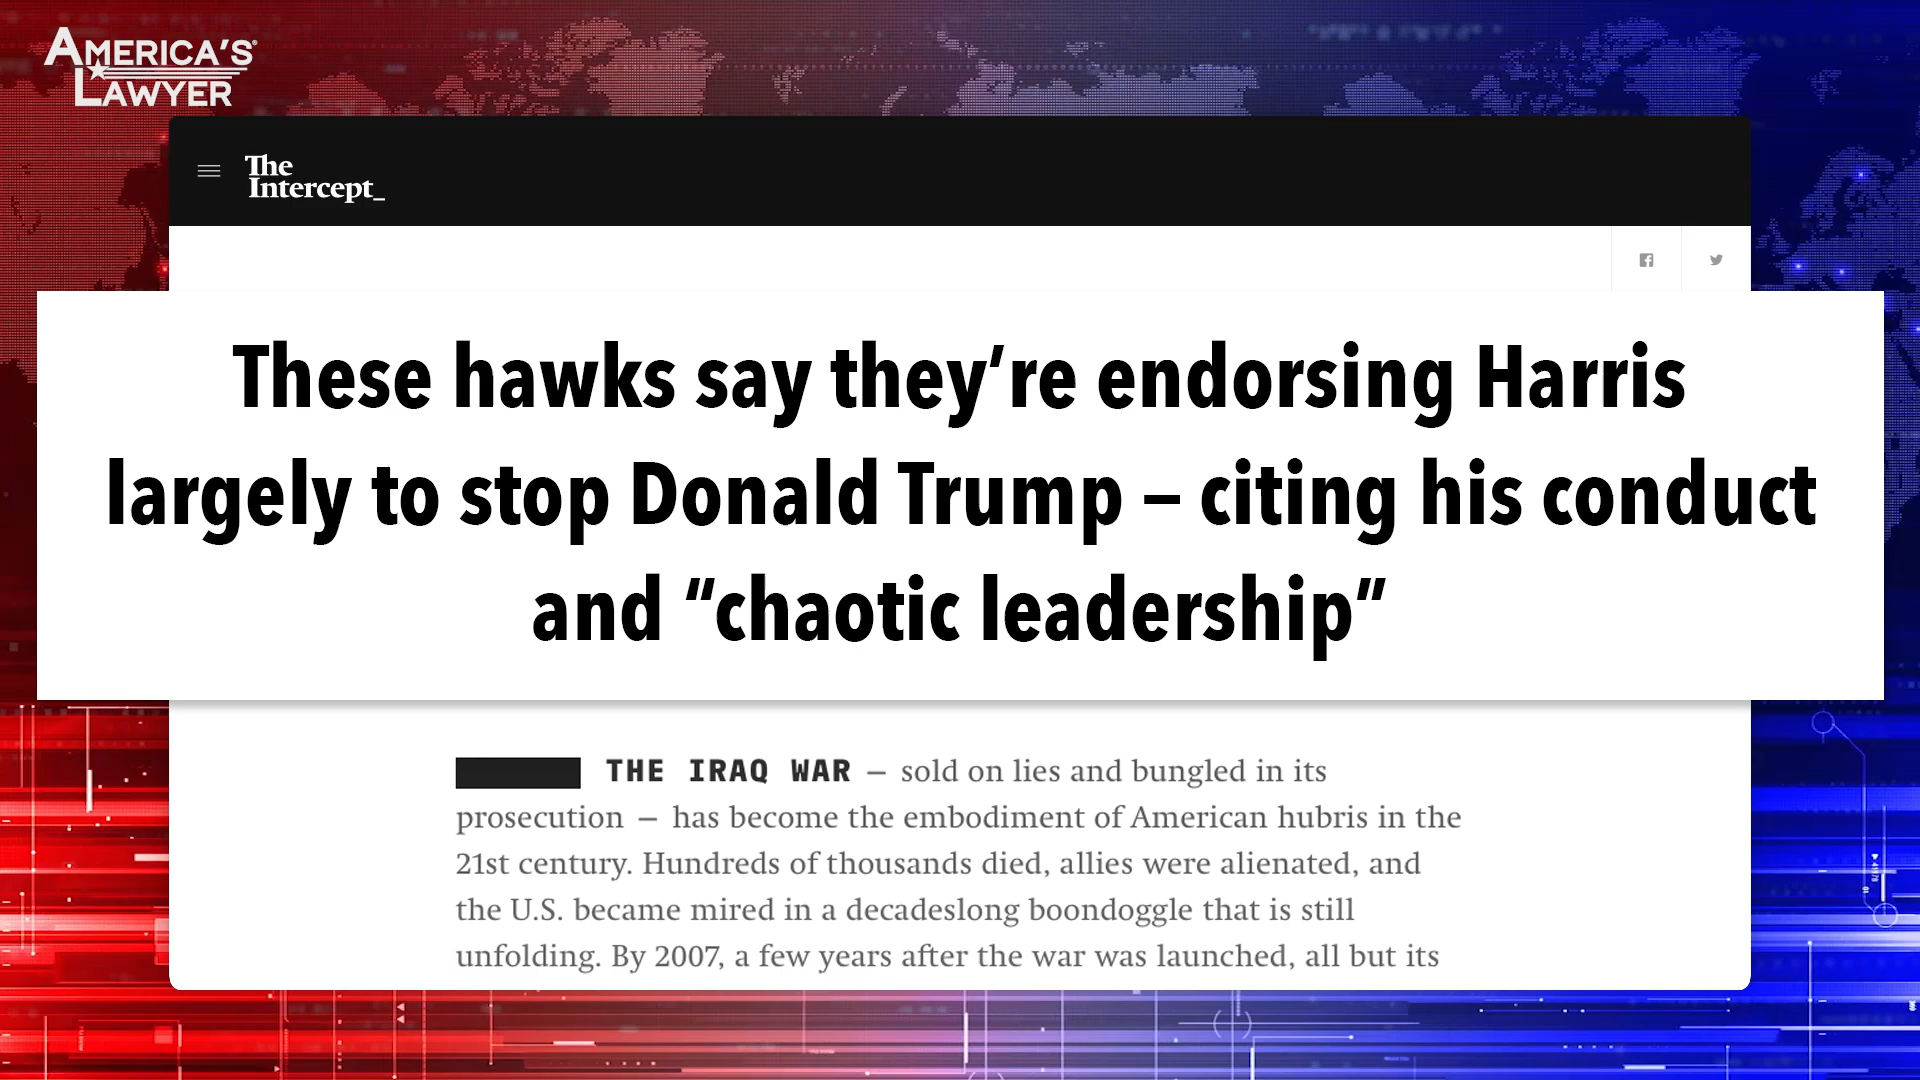 AMERICA'S
LAWYER
The
Intercept_
These hawks say they’re endorsing Harris
largely to stop Donald Trump – citing his conduct
and “chaotic leadership”
THE IRAQ WAR – sold on lies and bungled in its
prosecution – has become the embodiment of American hubris in the
21st century. Hundreds of thousands died, allies were alienated, and
the U.S. became mired in a decadeslong boondoggle that is still
unfolding. By 2007, a few years after the war was launched, all but its